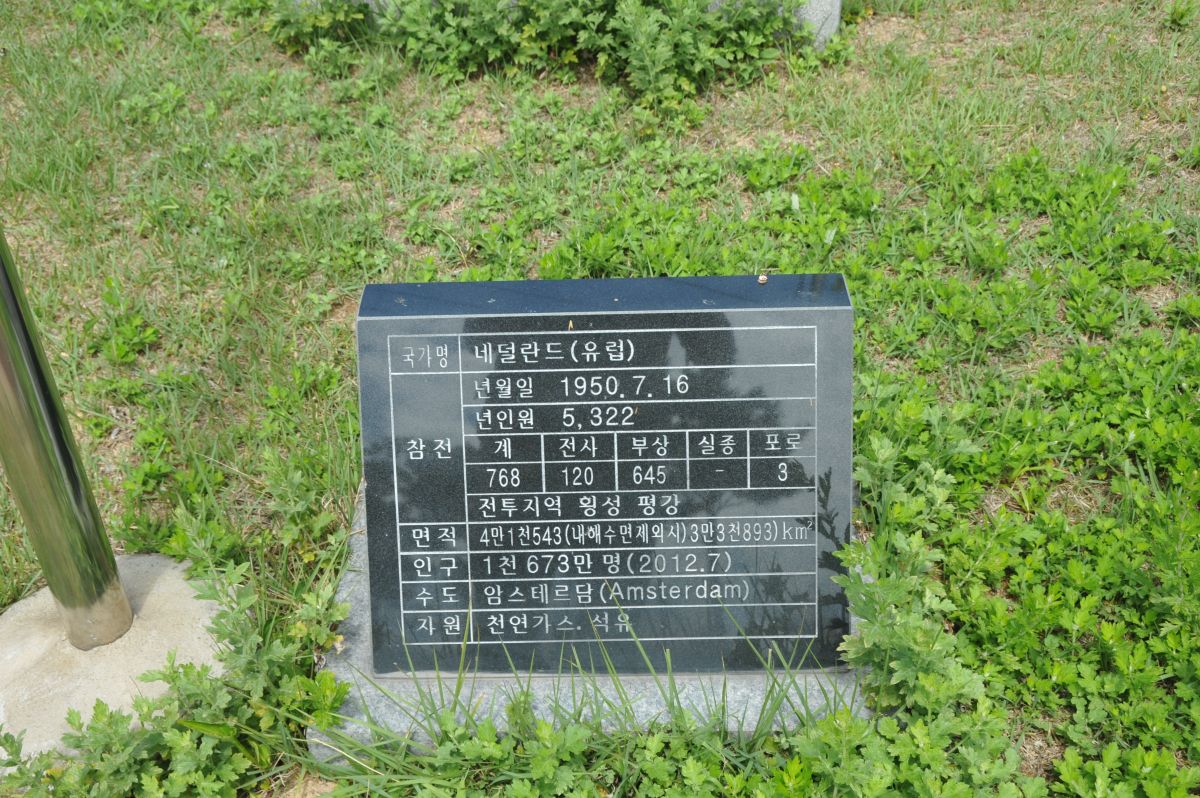 국가명 네덜란드(유럽)
참전 년월일 1950.7.16
년인원 5,322
계 전사 부상 실종 포로
768 120 645 - 3
전투지역 횡성 평강
면적 4만1천543(내해수면제외시)3만3천893)km²
인구 1천 673만 명(2012.7)
수도 암스테르담(Amsterdam)
자원 천연가스.석유